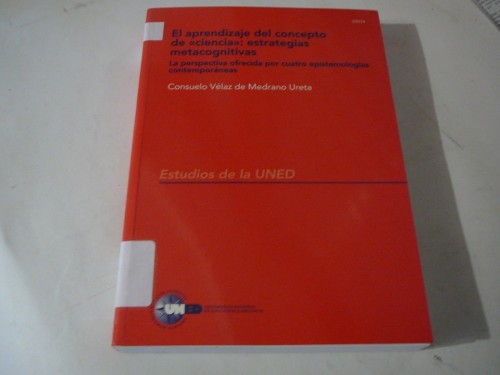 El aprendizaje del concepto
de «ciencia»: estrategias
metacognitivas
La perspectiva ofrecida por cuatro epistemologías
contemporáneas
Consuelo Vélaz de Medrano Ureta
Estudios de la UNED
UNED